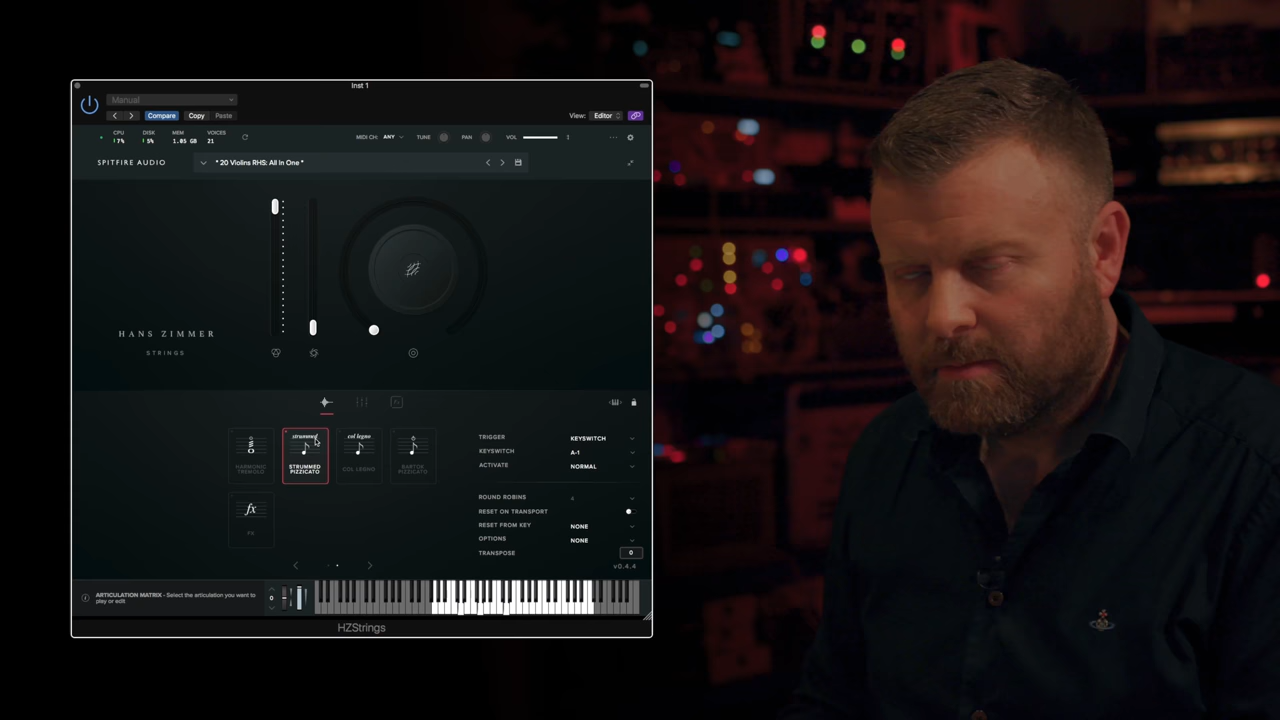 Inst 1
Manual
Compare Copy Paste View: Editor
CPU DISK MEM VOICES
17% 15% 1.05 GB 21 MIDI CH: ANY TUNE PAN VOL
SPITFIRE AUDIO * 20 Violins RHS: All In One *
HANS ZIMMER
STRINGS
strummed col legno
HARMONIC TREMOLO
STRUMMED PIZZICATO
COL LEGNO
BARTOK PIZZICATO
fx
FX
TRIGGER KEYSWITCH
KEYSWITCH A-1
ACTIVATE NORMAL
ROUND ROBINS 4
RESET ON TRANSPORT
RESET FROM KEY NONE
OPTIONS NONE
TRANSPOSE 0
v0.4.4
ARTICULATION MATRIX - Select the articulation you want to
play or edit
0
HZStrings